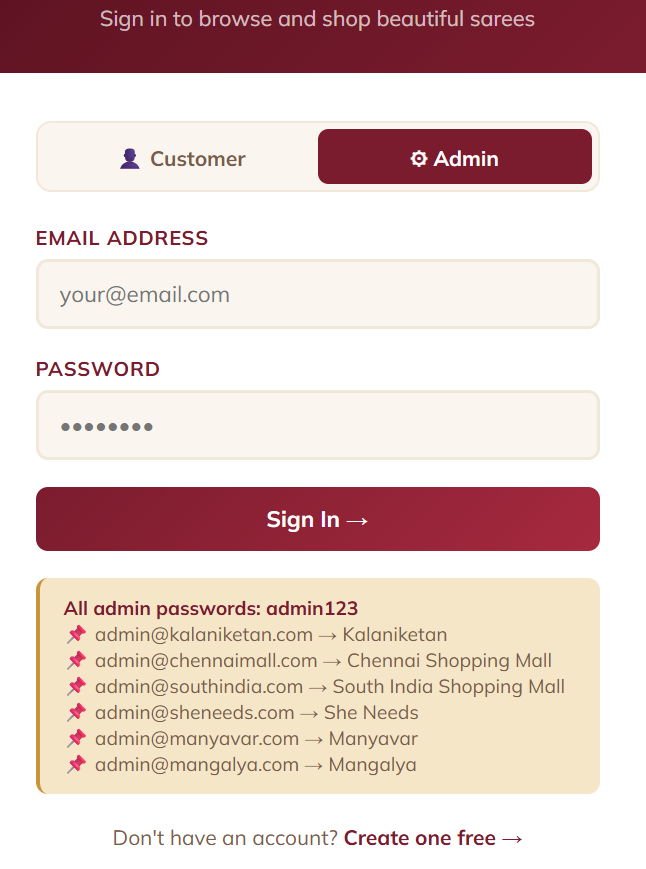 Sign in to browse and shop beautiful sarees
👤 Customer
⚙ Admin
EMAIL ADDRESS
your@email.com
PASSWORD
••••••••
Sign In →
All admin passwords: admin123
📌 admin@kalaniketan.com → Kalaniketan
📌 admin@chennaimall.com → Chennai Shopping Mall
📌 admin@southindia.com → South India Shopping Mall
📌 admin@sheneeds.com → She Needs
📌 admin@manyavar.com → Manyavar
📌 admin@mangalya.com → Mangalya
Don't have an account? Create one free →